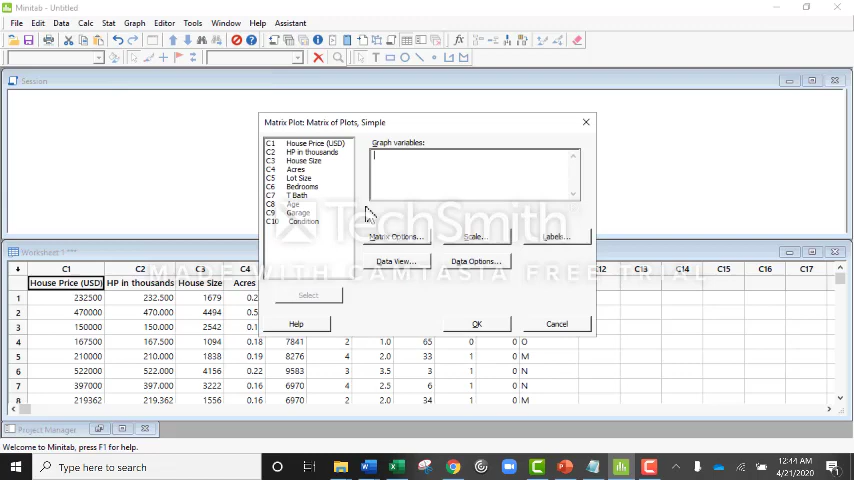 Minitab - Untitled
File Edit Data Calc Stat Graph Editor Tools Window Help Assistant
Session
Matrix Plot: Matrix of Plots, Simple
C1 House Price (USD)
C2 HP in thousands
C3 House Size
C4 Acres
C5 Lot Size
C6 Bedrooms
C7 T Bath
C8 Age
C9 Garage
C10 Condition
Graph variables:
Matrix Options... Scale... Labels...
Data View... Data Options...
Select
Help OK Cancel
TechSmith
MADE WITH CAMTASIA FREE TRIAL
Worksheet 1 ***
C1 C2 C3 C4 C12 C13 C14 C15 C16 C17
House Price (USD) HP in thousands House Size Acres
1 232500 232.500 1679 0.2
2 470000 470.000 4494 0.5
3 150000 150.000 2542 0.1
4 167500 167.500 1094 0.18 7841 2 1.0 65 0 0 O
5 210000 210.000 1838 0.19 8276 4 2.0 33 1 0 M
6 522000 522.000 4151 0.22 9583 3 3.5 3 1 0 N
7 397000 397.000 3222 0.16 6970 4 2.5 6 1 0 N
8 219362 219.362 1556 0.16 6970 2 2.0 34 1 0 M
Project Manager
Welcome to Minitab, press F1 for help.
Type here to search
12:44 AM
4/21/2020